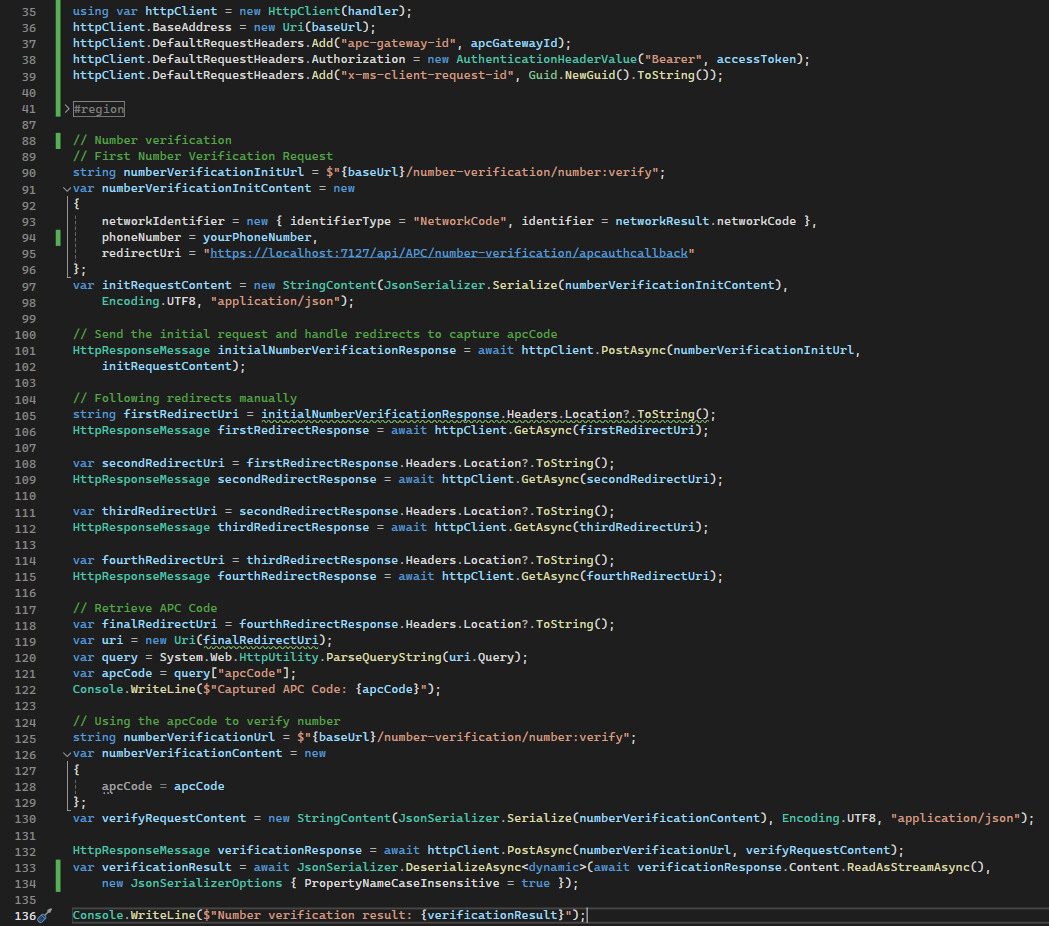 35 using var httpClient = new HttpClient(handler);
36 httpClient.BaseAddress = new Uri(baseUrl);
37 httpClient.DefaultRequestHeaders.Add("apc-gateway-id", apcGatewayId);
38 httpClient.DefaultRequestHeaders.Authorization = new AuthenticationHeaderValue("Bearer", accessToken);
39 httpClient.DefaultRequestHeaders.Add("x-ms-client-request-id", Guid.NewGuid().ToString());
40
41 #region
87
88 // Number verification
89 // First Number Verification Request
90 string numberVerificationInitUrl = $"{baseUrl}/number-verification/number:verify";
91 var numberVerificationInitContent = new
92 {
93     networkIdentifier = new { identifierType = "NetworkCode", identifier = networkResult.networkCode },
94     phoneNumber = yourPhoneNumber,
95     redirectUri = "https://localhost:7127/api/APC/number-verification/apcauthcallback"
96 };
97 var initRequestContent = new StringContent(JsonSerializer.Serialize(numberVerificationInitContent),
98     Encoding.UTF8, "application/json");
99
100 // Send the initial request and handle redirects to capture apcCode
101 HttpResponseMessage initialNumberVerificationResponse = await httpClient.PostAsync(numberVerificationInitUrl,
102     initRequestContent);
103
104 // Following redirects manually
105 string firstRedirectUri = initialNumberVerificationResponse.Headers.Location?.ToString();
106 HttpResponseMessage firstRedirectResponse = await httpClient.GetAsync(firstRedirectUri);
107
108 var secondRedirectUri = firstRedirectResponse.Headers.Location?.ToString();
109 HttpResponseMessage secondRedirectResponse = await httpClient.GetAsync(secondRedirectUri);
110
111 var thirdRedirectUri = secondRedirectResponse.Headers.Location?.ToString();
112 HttpResponseMessage thirdRedirectResponse = await httpClient.GetAsync(thirdRedirectUri);
113
114 var fourthRedirectUri = thirdRedirectResponse.Headers.Location?.ToString();
115 HttpResponseMessage fourthRedirectResponse = await httpClient.GetAsync(fourthRedirectUri);
116
117 // Retrieve APC Code
118 var finalRedirectUri = fourthRedirectResponse.Headers.Location?.ToString();
119 var uri = new Uri(finalRedirectUri);
120 var query = System.Web.HttpUtility.ParseQueryString(uri.Query);
121 var apcCode = query["apcCode"];
122 Console.WriteLine($"Captured APC Code: {apcCode}");
123
124 // Using the apcCode to verify number
125 string numberVerificationUrl = $"{baseUrl}/number-verification/number:verify";
126 var numberVerificationContent = new
127 {
128     apcCode = apcCode
129 };
130 var verifyRequestContent = new StringContent(JsonSerializer.Serialize(numberVerificationContent), Encoding.UTF8, "application/json");
131
132 HttpResponseMessage verificationResponse = await httpClient.PostAsync(numberVerificationUrl, verifyRequestContent);
133 var verificationResult = await JsonSerializer.DeserializeAsync<dynamic>(await verificationResponse.Content.ReadAsStreamAsync(),
134     new JsonSerializerOptions { PropertyNameCaseInsensitive = true });
135
136 Console.WriteLine($"Number verification result: {verificationResult}");